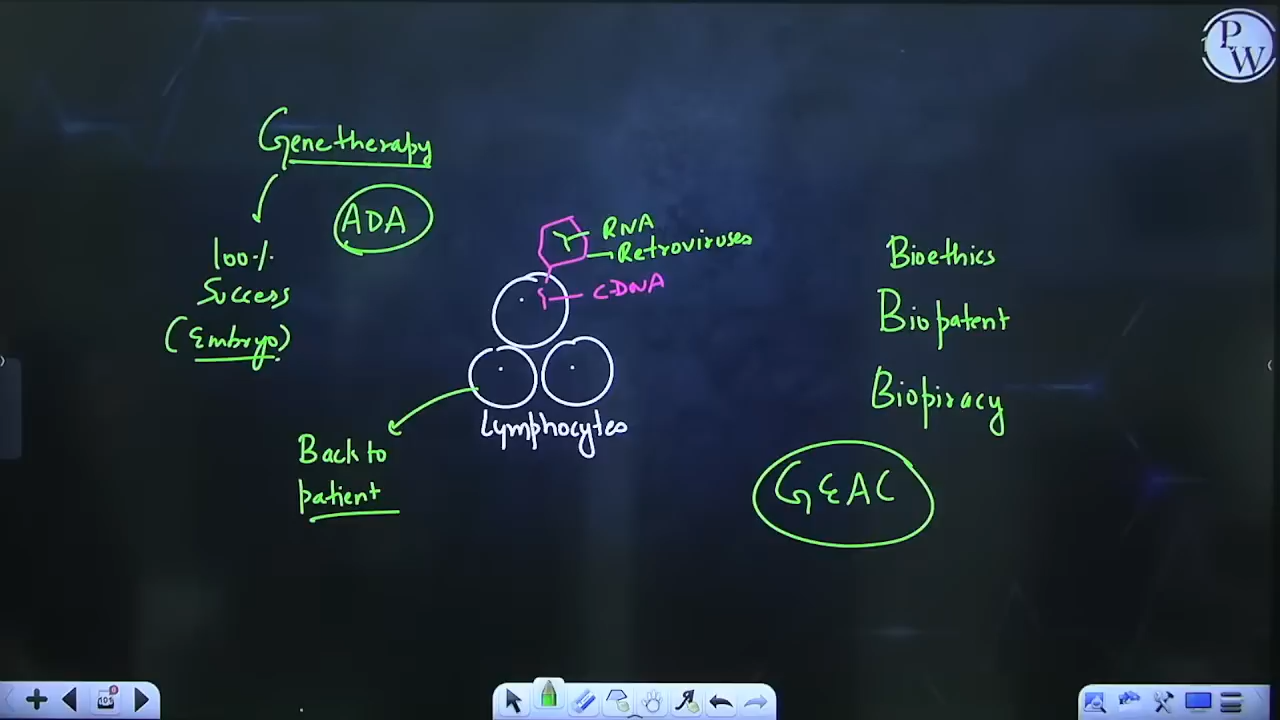 PW
Genetherapy
ADA
100%
Success
(Embryo)
RNA
Retroviruses
CDNA
Lymphocytes
Back to
patient
Bioethics
Biopatent
Biopiracy
GEAC